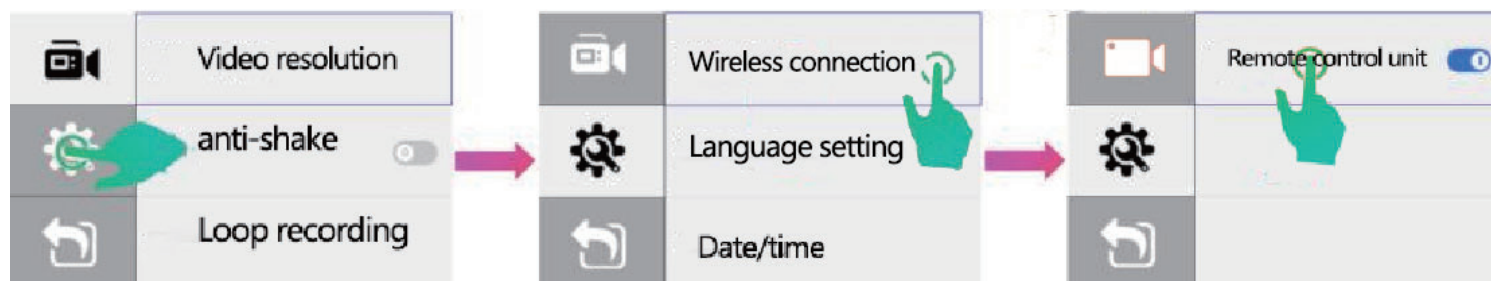 Video resolution
anti-shake
Loop recording
Wireless connection
Language setting
Date/time
Remote control unit